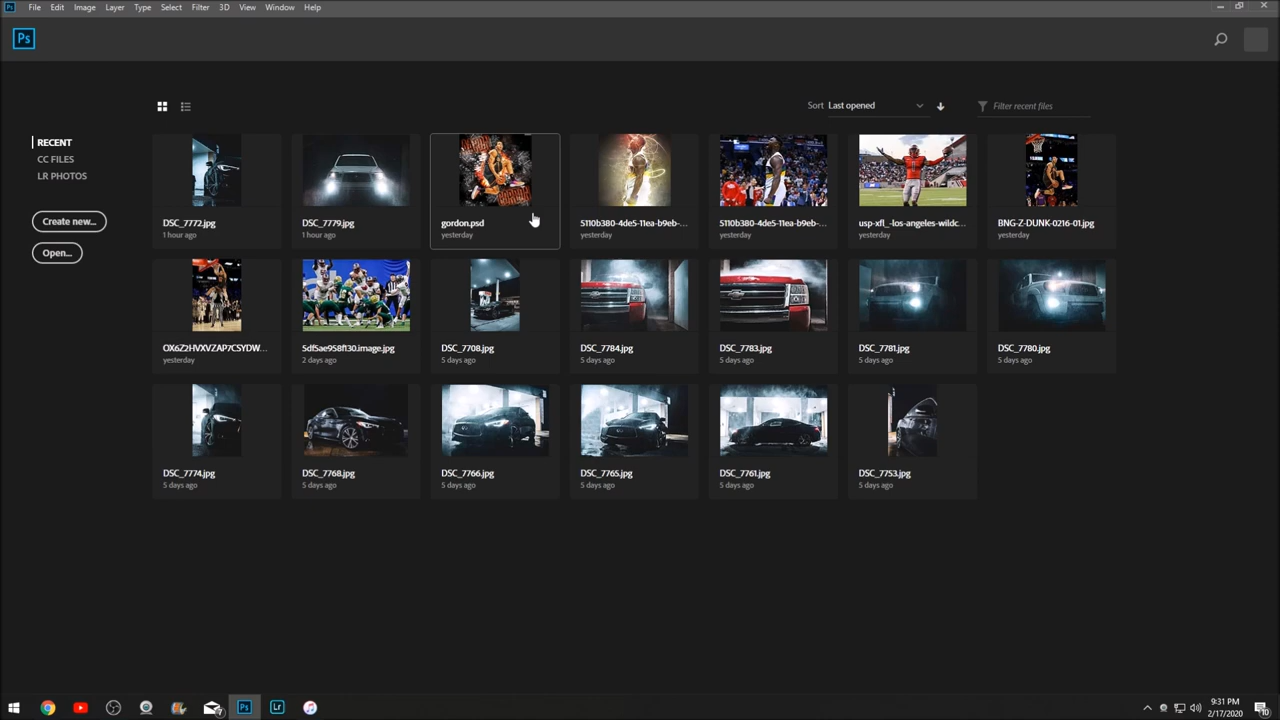 Ps File Edit Image Layer Type Select Filter 3D View Window Help
Ps
Sort Last opened Filter recent files
RECENT
CC FILES
LR PHOTOS
Create new...
Open...
DSC_7772.jpg
1 hour ago
DSC_7779.jpg
1 hour ago
gordon.psd
yesterday
5110b380-4de5-11ea-b9eb-...
yesterday
5110b380-4de5-11ea-b9eb-...
yesterday
usp-xfl_-los-angeles-wildc...
yesterday
BNG-Z-DUNK-0216-01.jpg
yesterday
OX6Z2HVXVZAP7CSYDW...
yesterday
5df5ae958f130.image.jpg
2 days ago
DSC_7708.jpg
5 days ago
DSC_7784.jpg
5 days ago
DSC_7783.jpg
5 days ago
DSC_7781.jpg
5 days ago
DSC_7780.jpg
5 days ago
DSC_7774.jpg
5 days ago
DSC_7768.jpg
5 days ago
DSC_7766.jpg
5 days ago
DSC_7765.jpg
5 days ago
DSC_7761.jpg
5 days ago
DSC_7753.jpg
5 days ago
Ps Lr
9:31 PM
2/17/2020
10